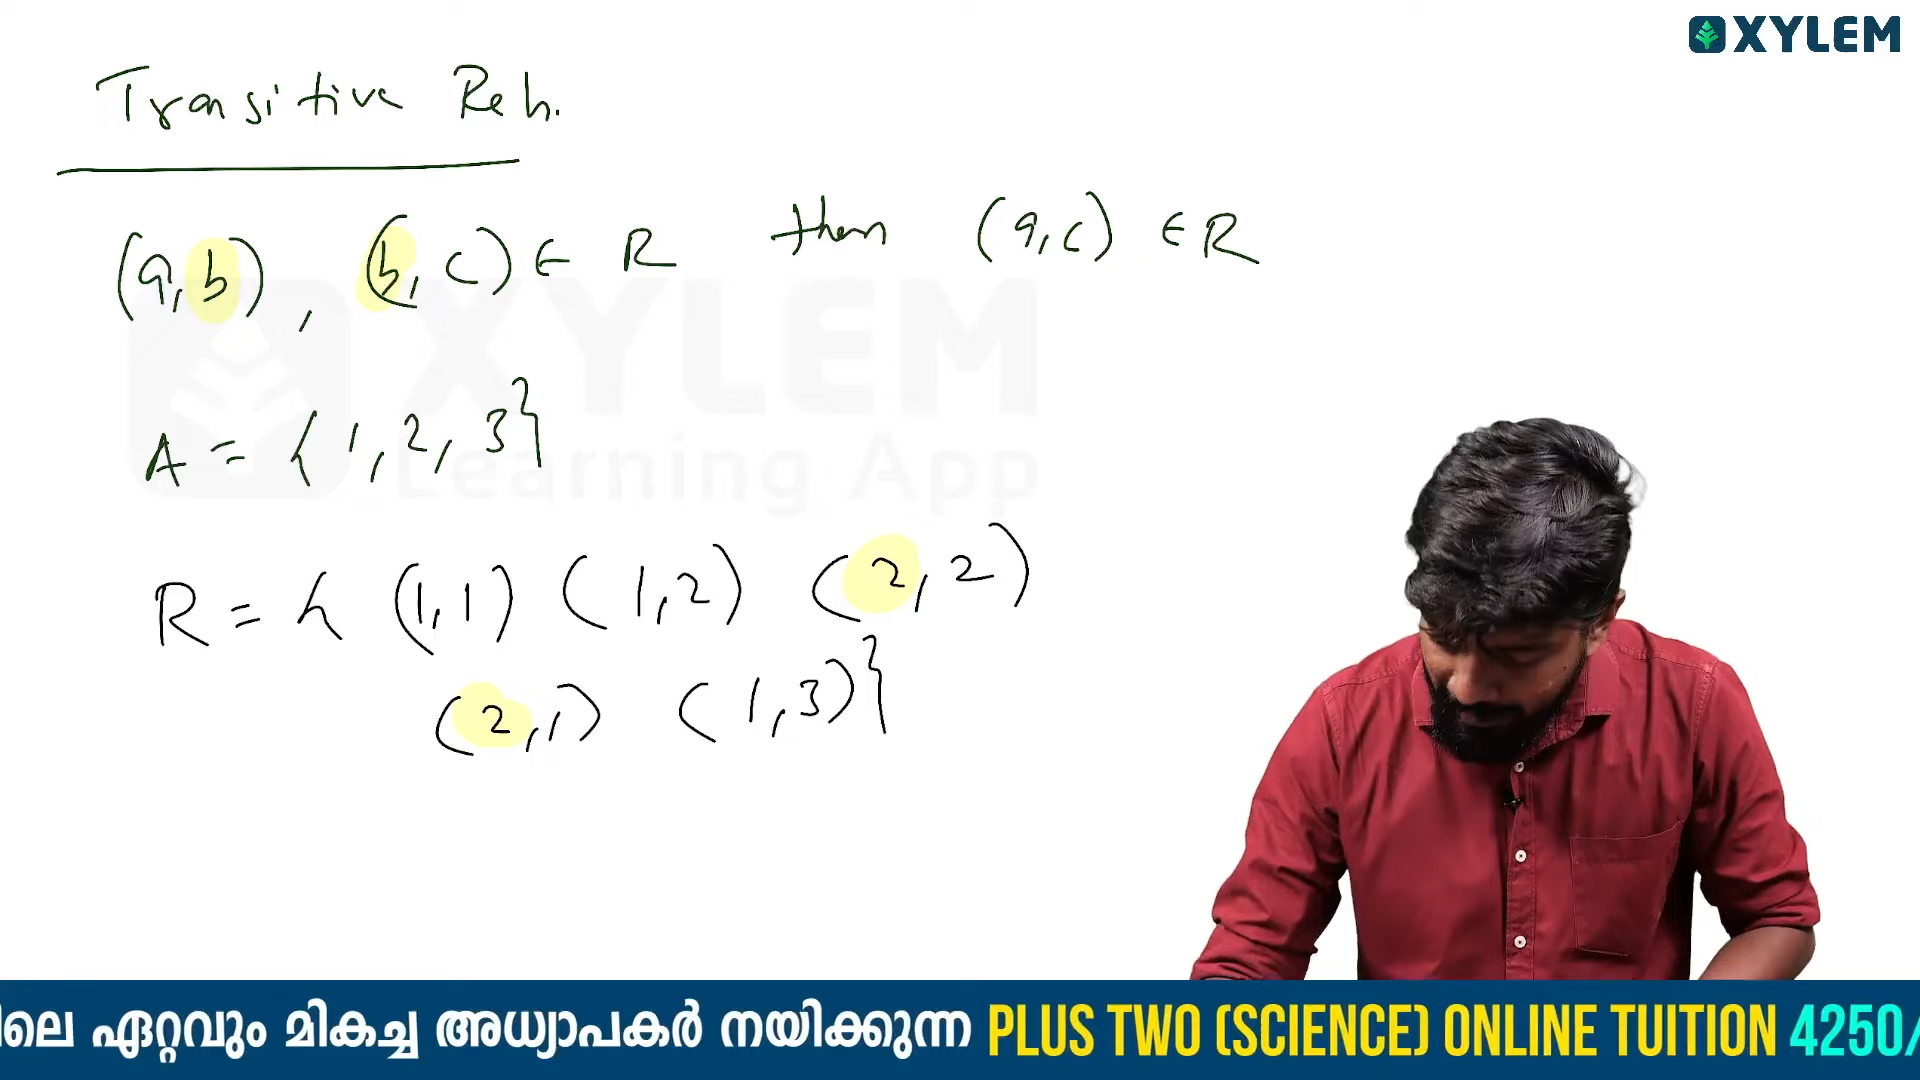 XYLEM
Transitive Reln.
(a,b) , (b,c) ∈ R then (a,c) ∈ R
XYLEM
Learning App
A = { 1, 2, 3}
R = { (1,1) (1,2) (2,2)
(2,1) (1,3)}
ലെ ഏറ്റവും മികച്ച അധ്യാപകർ നയിക്കുന്ന PLUS TWO (SCIENCE) ONLINE TUITION 4250/